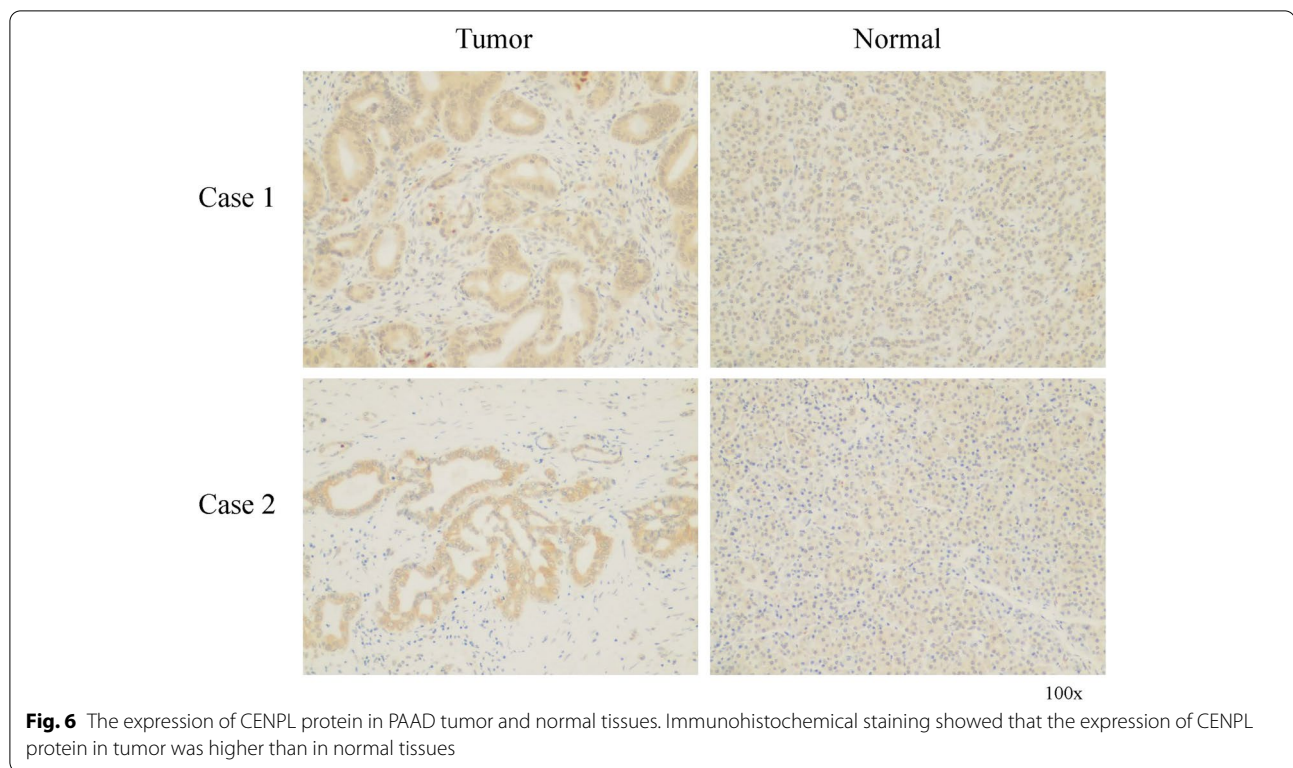 Tumor Normal
Case 1
Case 2
100x
Fig. 6 The expression of CENPL protein in PAAD tumor and normal tissues. Immunohistochemical staining showed that the expression of CENPL
protein in tumor was higher than in normal tissues